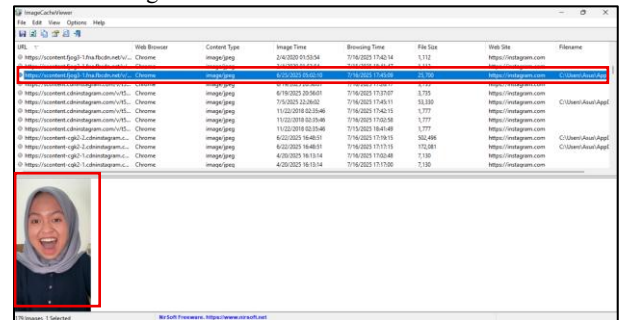 ImageCacheViewer
File Edit View Options Help
URL Web Browser Content Type Image Time Browsing Time File Size Web Site Filename
https://scontent.fjog3-1.fna.fbcdn.net/v/... Chrome image/jpeg 2/4/2020 01:53:54 7/16/2025 17:42:14 1,112 https://instagram.com
https://scontent.fjog3-1.fna.fbcdn.net/v/... Chrome image/jpeg 6/25/2025 05:02:10 7/16/2025 17:45:09 25,700 https://instagram.com C:\Users\Asus\App
https://scontent.cdninstagram.com/v/t5... Chrome image/jpeg 8/19/2025 20:56:01 7/16/2025 17:37:07 3,735 https://instagram.com
https://scontent.cdninstagram.com/v/t5... Chrome image/jpeg 7/5/2025 22:26:02 7/16/2025 17:45:11 53,330 https://instagram.com C:\Users\Asus\App
https://scontent.cdninstagram.com/v/t5... Chrome image/jpeg 11/22/2018 02:35:46 7/16/2025 17:42:15 1,777 https://instagram.com
https://scontent.cdninstagram.com/v/t5... Chrome image/jpeg 11/22/2018 02:35:46 7/16/2025 17:02:58 1,777 https://instagram.com
https://scontent.cdninstagram.com/v/t5... Chrome image/jpeg 11/22/2018 02:35:46 7/15/2025 18:41:48 1,777 https://instagram.com
https://scontent-cgk2-2.cdninstagram.c... Chrome image/jpeg 6/22/2025 16:48:51 7/16/2025 17:19:15 502,496 https://instagram.com C:\Users\Asus\App
https://scontent-cgk2-1.cdninstagram.c... Chrome image/jpeg 6/22/2025 16:48:51 7/16/2025 17:17:15 172,081 https://instagram.com C:\Users\Asus\App
https://scontent-cgk2-1.cdninstagram.c... Chrome image/jpeg 4/20/2025 16:13:14 7/16/2025 17:02:48 7,130 https://instagram.com
https://scontent-cgk2-1.cdninstagram.c... Chrome image/jpeg 4/20/2025 16:13:14 7/16/2025 17:17:00 7,130 https://instagram.com
images, 1 Selected NirSoft Freeware. https://www.nirsoft.net